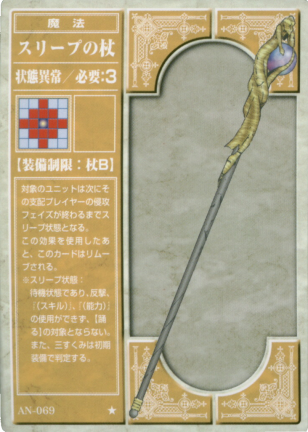 魔法
スリープの杖
状態異常／必要:3
【装備制限：杖B】
対象のユニットは次にそ
の支配プレイヤーの侵攻
フェイズが終わるまでス
リープ状態となる。
この効果を使用したあ
と、このカードはリムー
ブされる。
※スリープ状態：
待機状態であり、反撃、
『(スキル)』、『(能力)』
の使用ができず、【踊
る】の対象とならない。
また、三すくみは初期
装備で判定する。
AN-069 ★